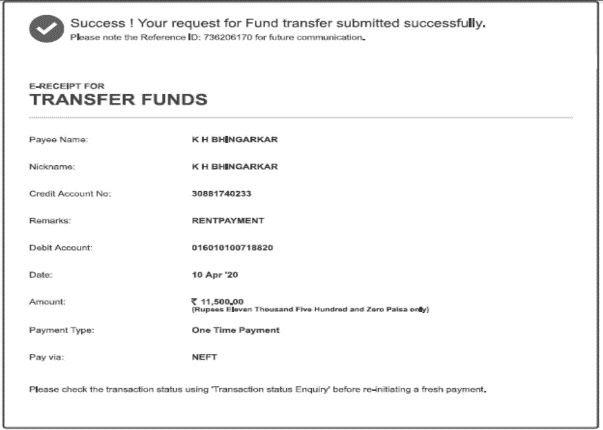 Success ! Your request for Fund transfer submitted successfully.
Please note the Reference ID: 736206170 for future communication.
E-RECEIPT FOR
TRANSFER FUNDS
Payee Name: K H BHINGARKAR
Nickname: K H BHINGARKAR
Credit Account No: 30881740233
Remarks: RENTPAYMENT
Debit Account: 016010100718820
Date: 10 Apr '20
Amount: ₹ 11,500.00
(Rupees Eleven Thousand Five Hundred and Zero Paisa only)
Payment Type: One Time Payment
Pay via: NEFT
Please check the transaction status using 'Transaction status Enquiry' before re-initiating a fresh payment.